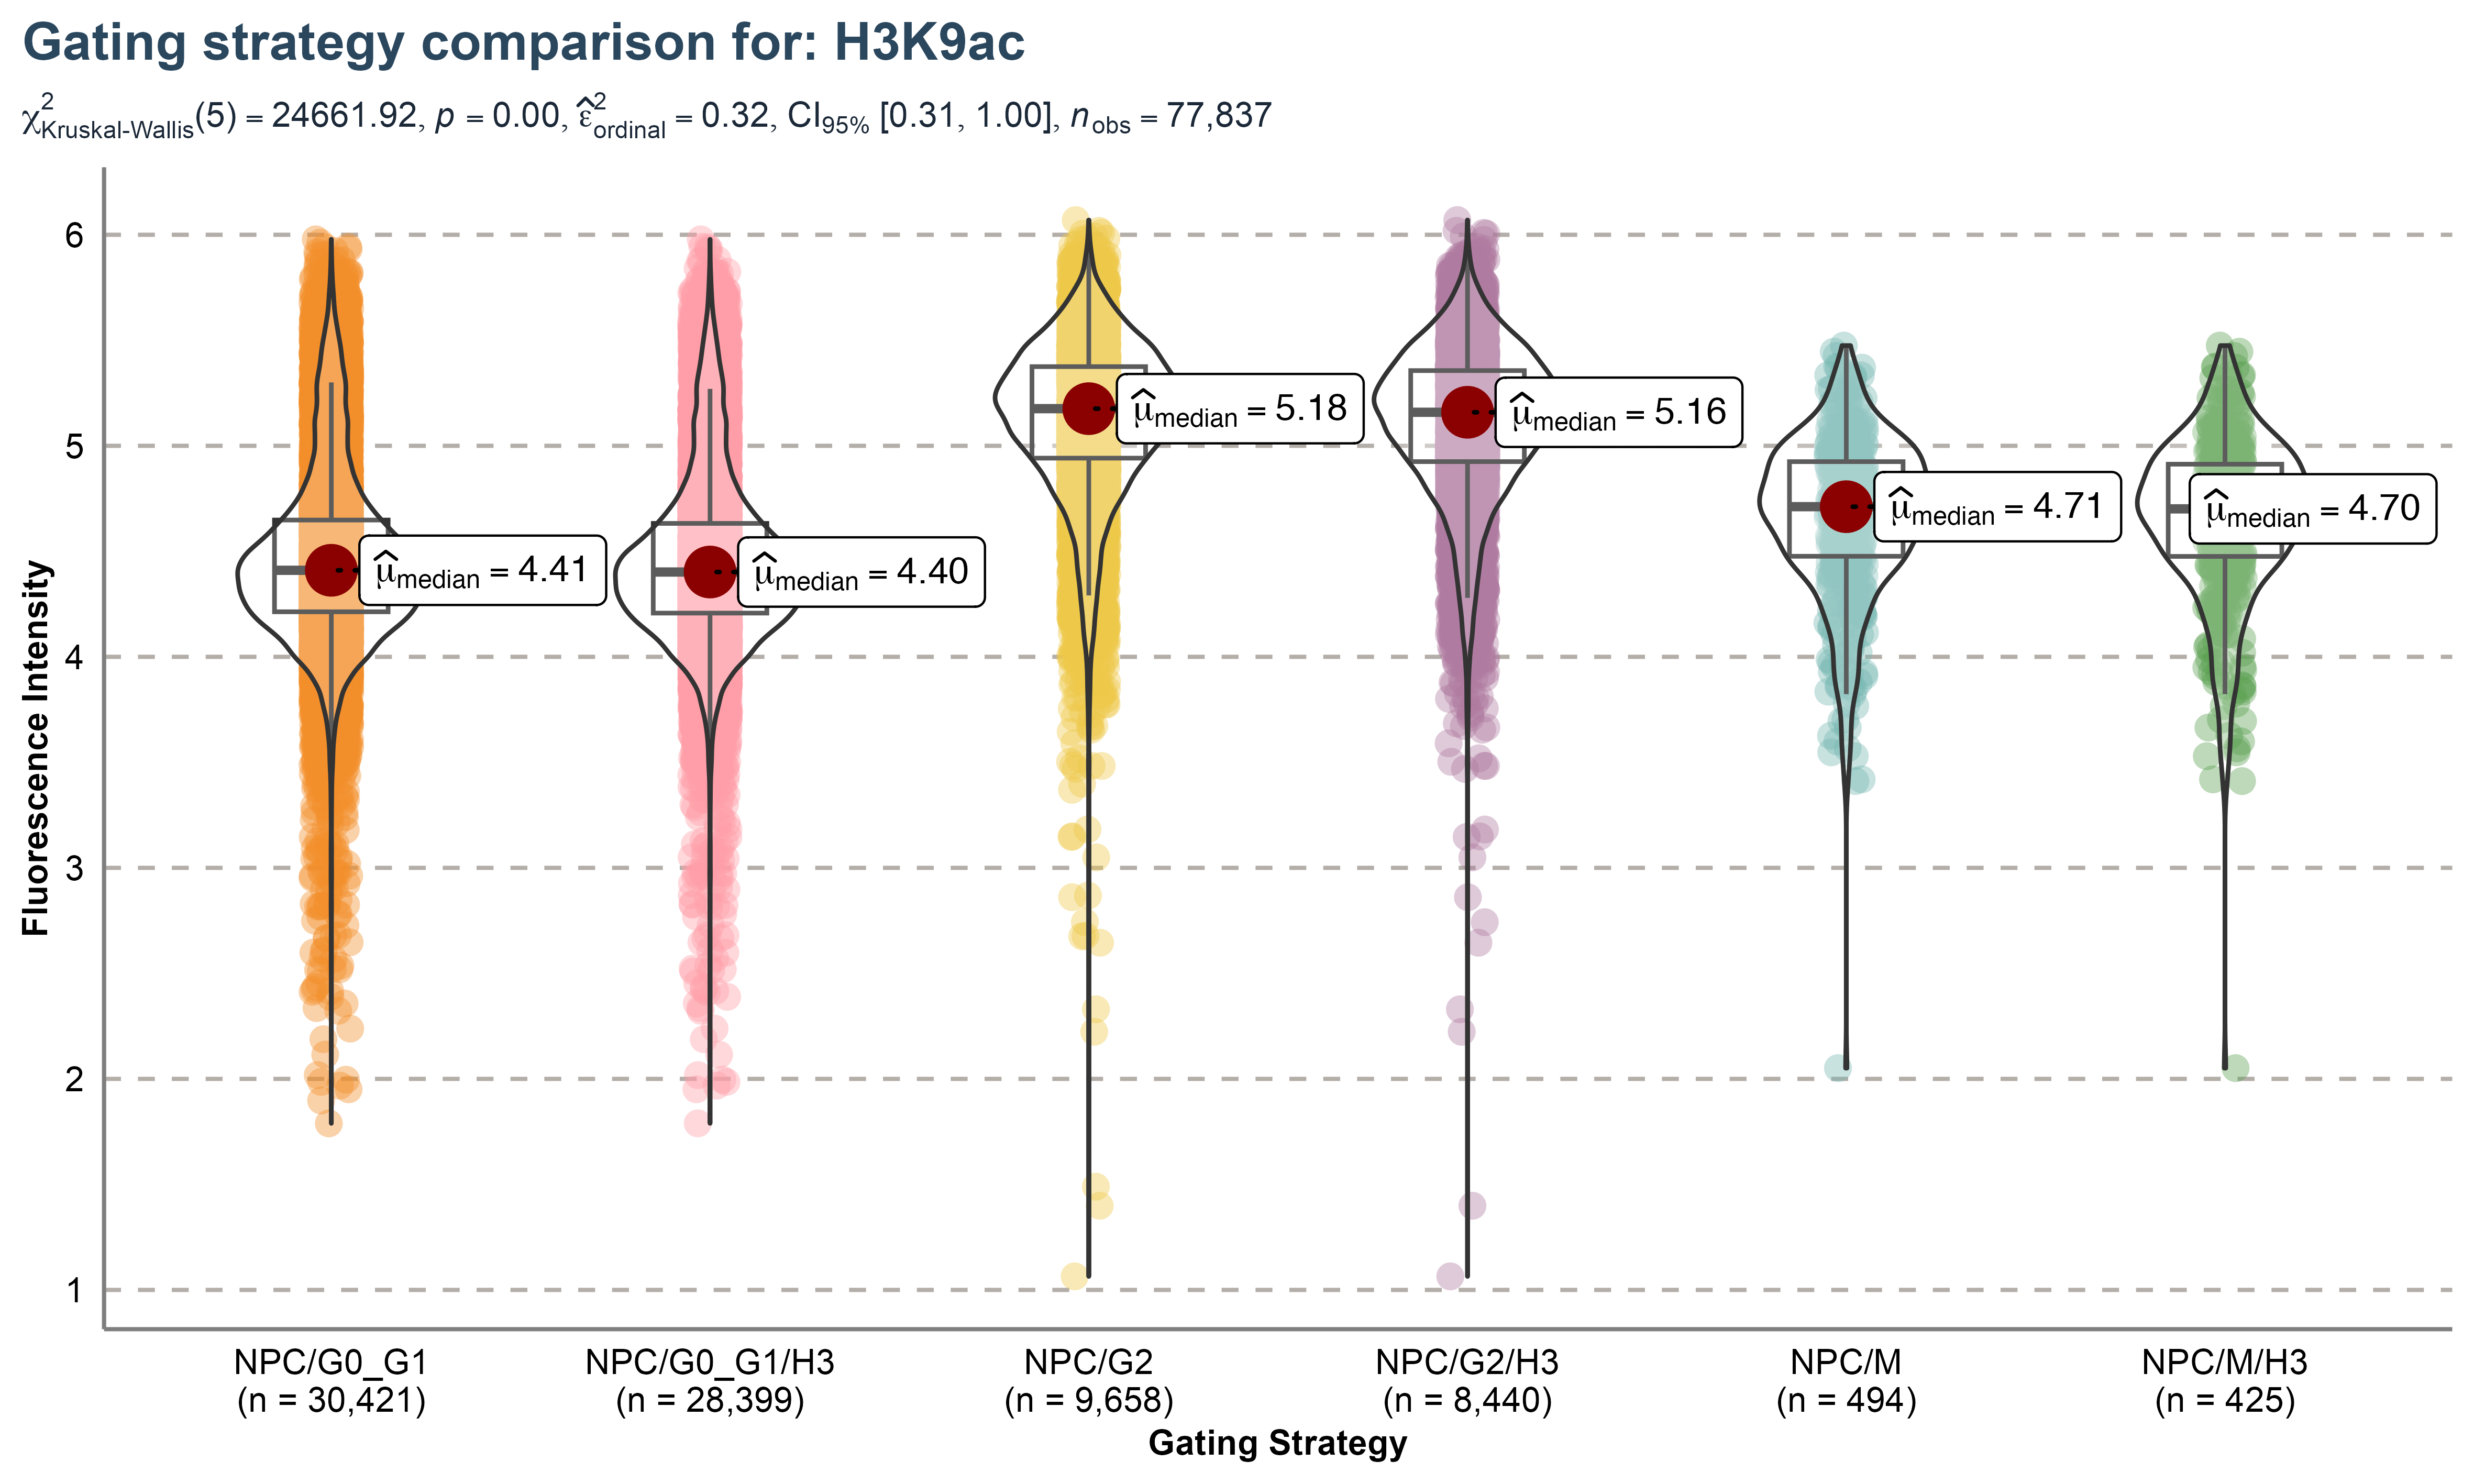 Gating strategy comparison for: H3K9ac
χ²Kruskal-Wallis(5) = 24661.92, p = 0.00, ε̂²ordinal = 0.32, CI95% [0.31, 1.00], nobs = 77,837
Fluorescence Intensity
6
5
4
3
2
1
μ̂median = 4.41
μ̂median = 4.40
μ̂median = 5.18
μ̂median = 5.16
μ̂median = 4.71
μ̂median = 4.70
NPC/G0_G1
(n = 30,421)
NPC/G0_G1/H3
(n = 28,399)
NPC/G2
(n = 9,658)
NPC/G2/H3
(n = 8,440)
NPC/M
(n = 494)
NPC/M/H3
(n = 425)
Gating Strategy